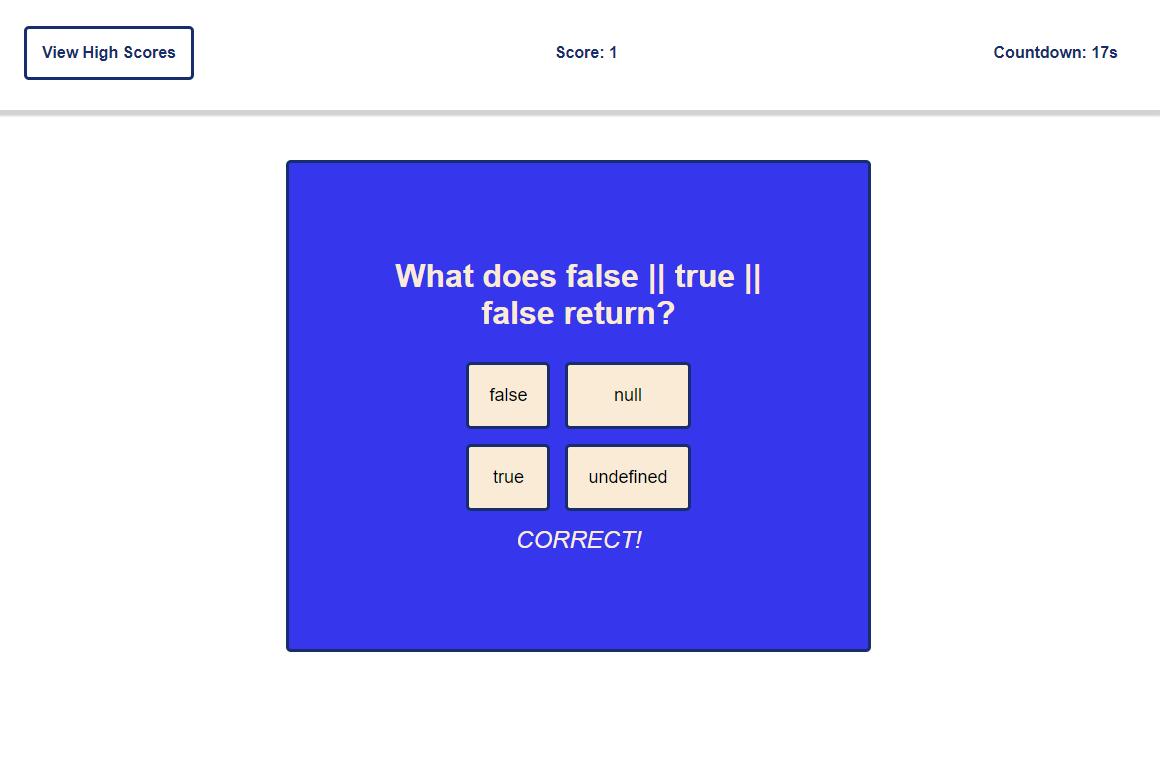 View High Scores
Score: 1
Countdown: 17s
What does false || true ||
false return?
false
null
true
undefined
CORRECT!